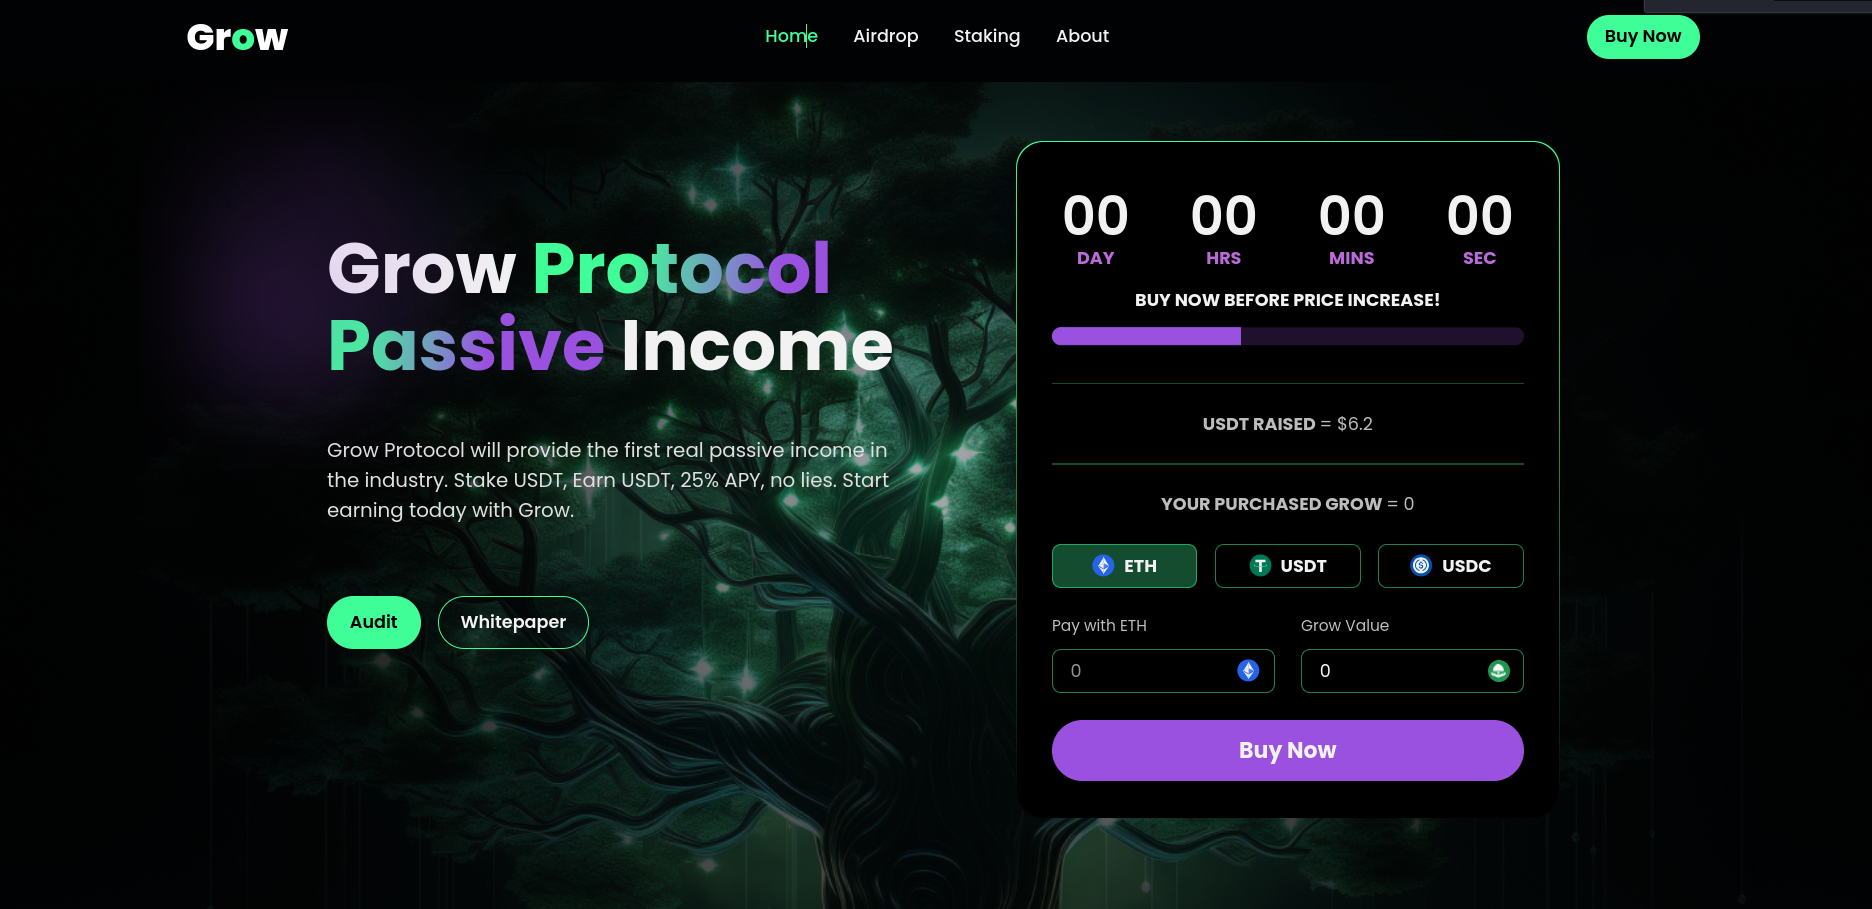 Grow
Home Airdrop Staking About
Buy Now
Grow Protocol
Passive Income
Grow Protocol will provide the first real passive income in
the industry. Stake USDT, Earn USDT, 25% APY, no lies. Start
earning today with Grow.
Audit Whitepaper
00 00 00 00
DAY HRS MINS SEC
BUY NOW BEFORE PRICE INCREASE!
USDT RAISED = $6.2
YOUR PURCHASED GROW = 0
ETH USDT USDC
Pay with ETH Grow Value
0 0
Buy Now